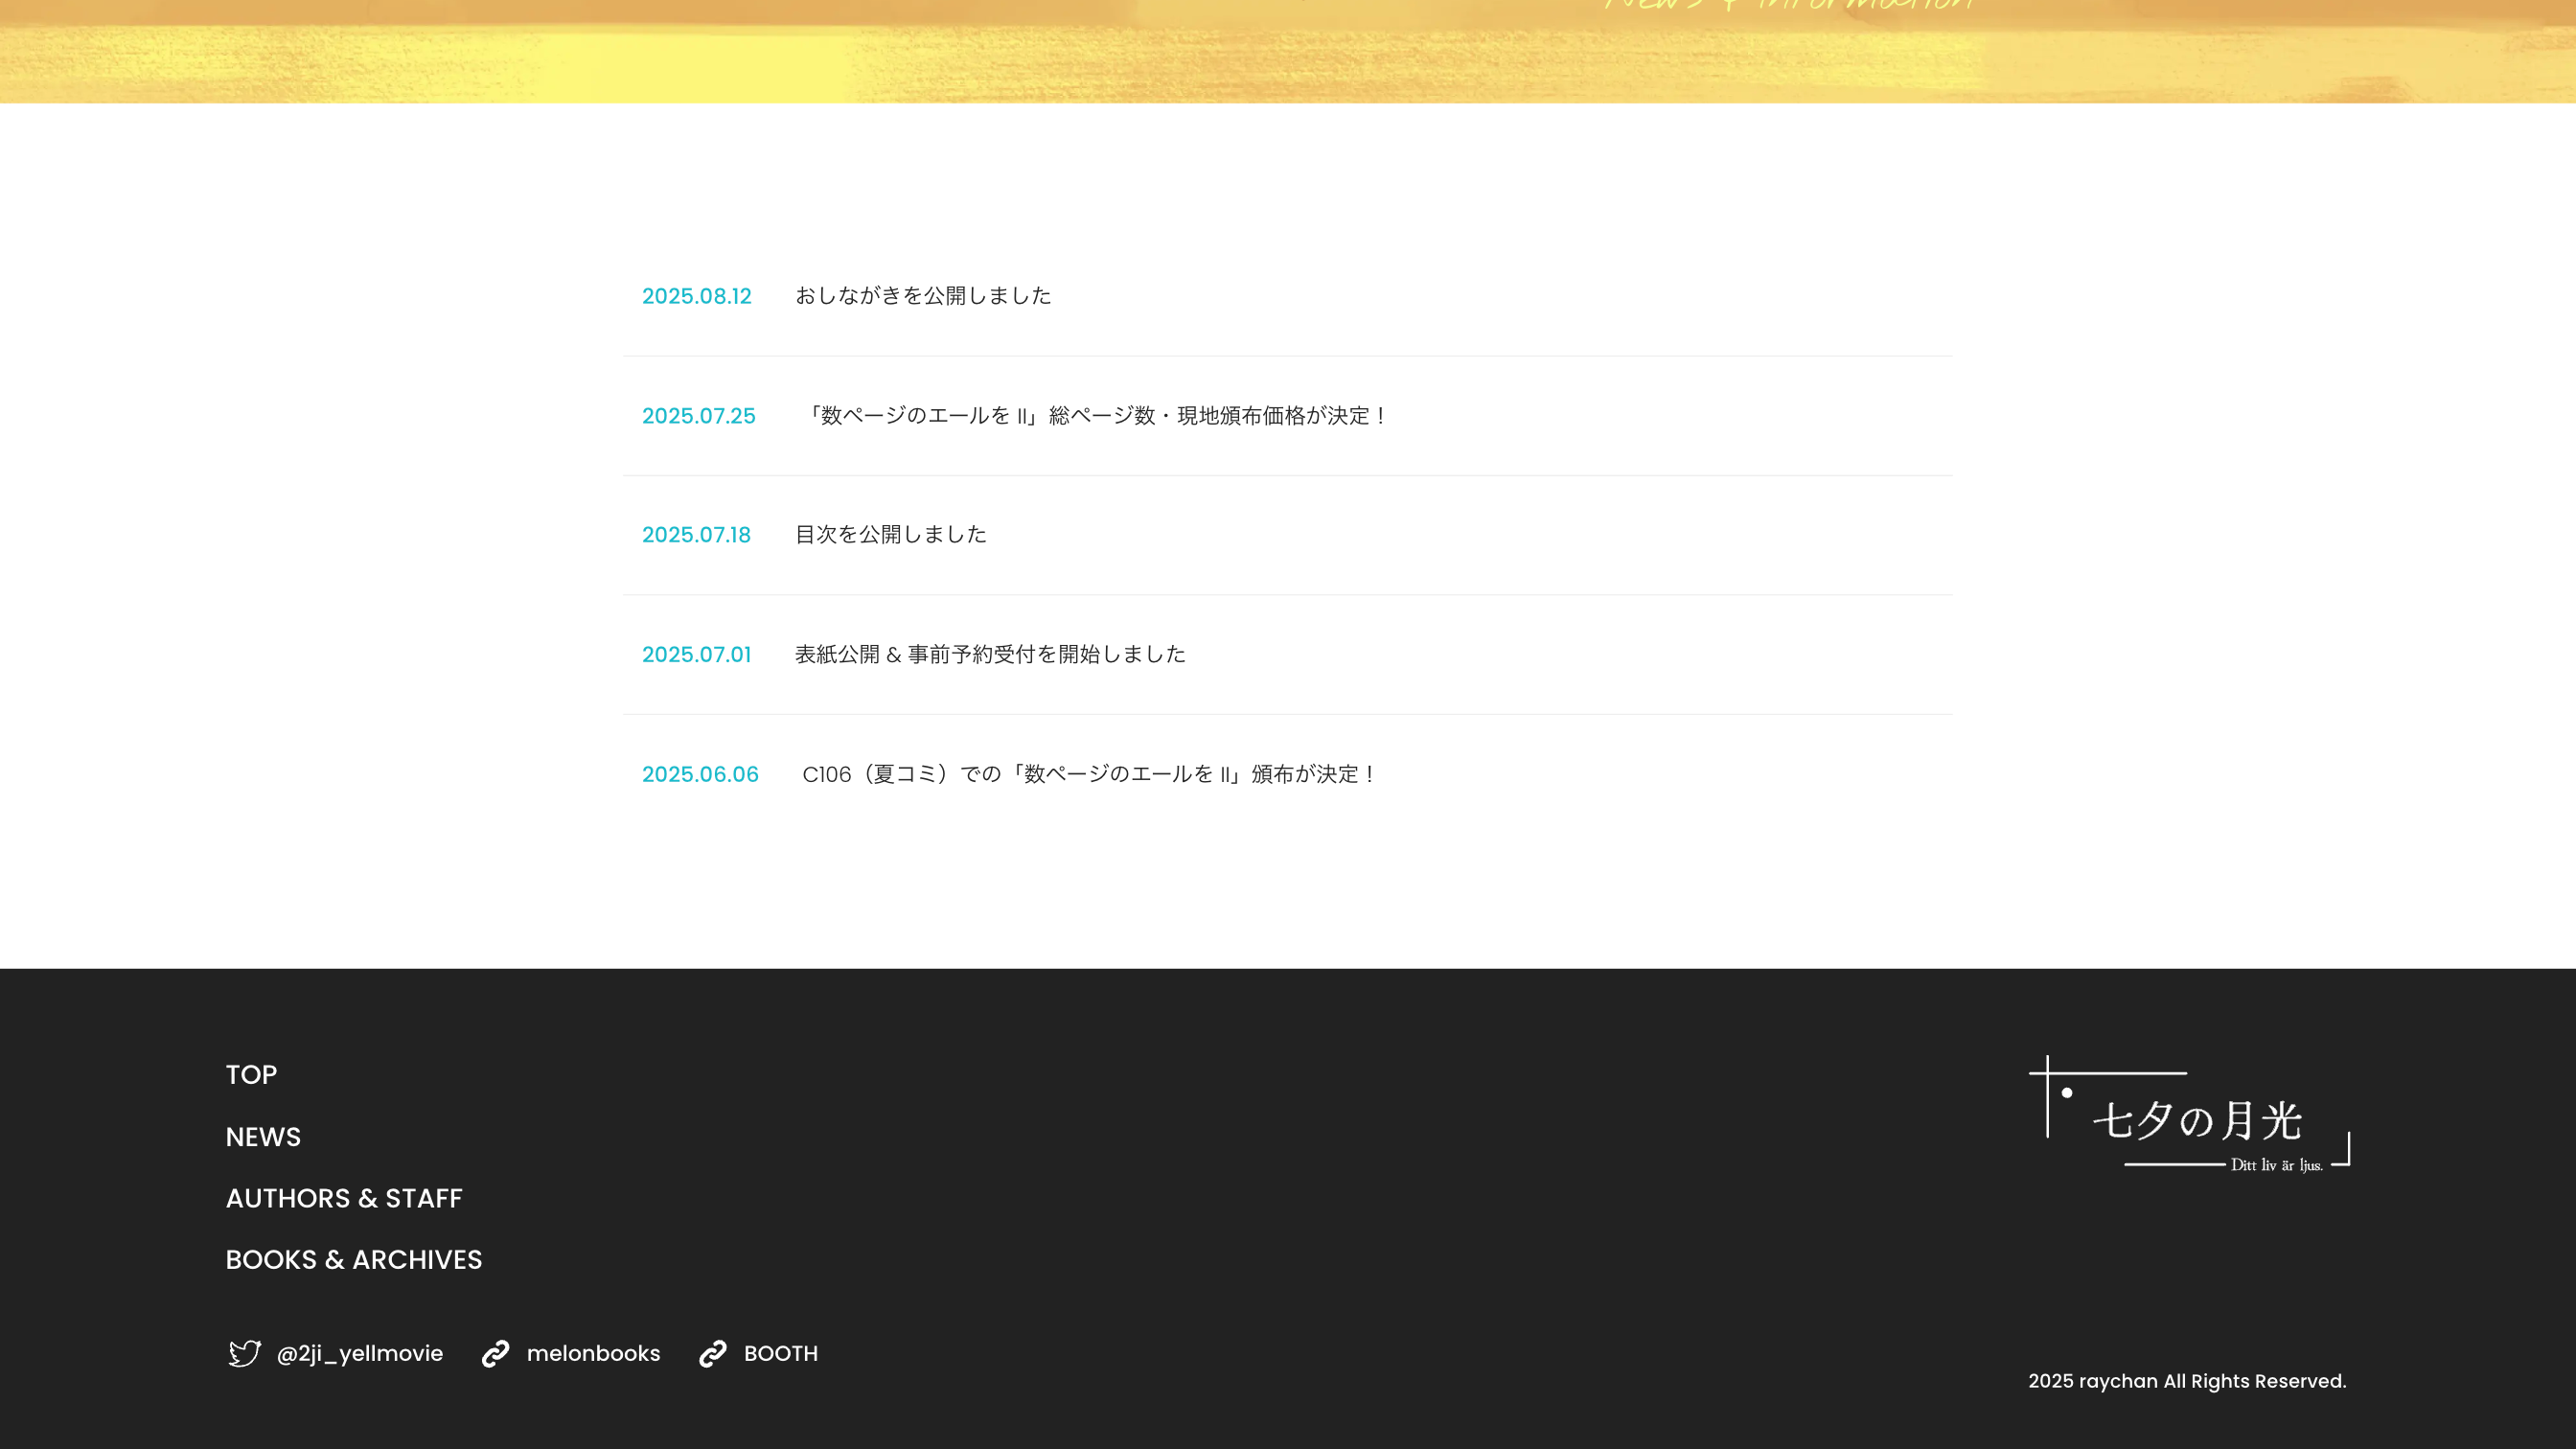 News & Information
2025.08.12 おしながきを公開しました
2025.07.25 「数ページのエールを II」総ページ数・現地頒布価格が決定！
2025.07.18 目次を公開しました
2025.07.01 表紙公開 & 事前予約受付を開始しました
2025.06.06 C106（夏コミ）での「数ページのエールを II」頒布が決定！
TOP
NEWS
AUTHORS & STAFF
BOOKS & ARCHIVES
@2ji_yellmovie melonbooks BOOTH
七夕の月光
Ditt liv är ljus.
2025 raychan All Rights Reserved.